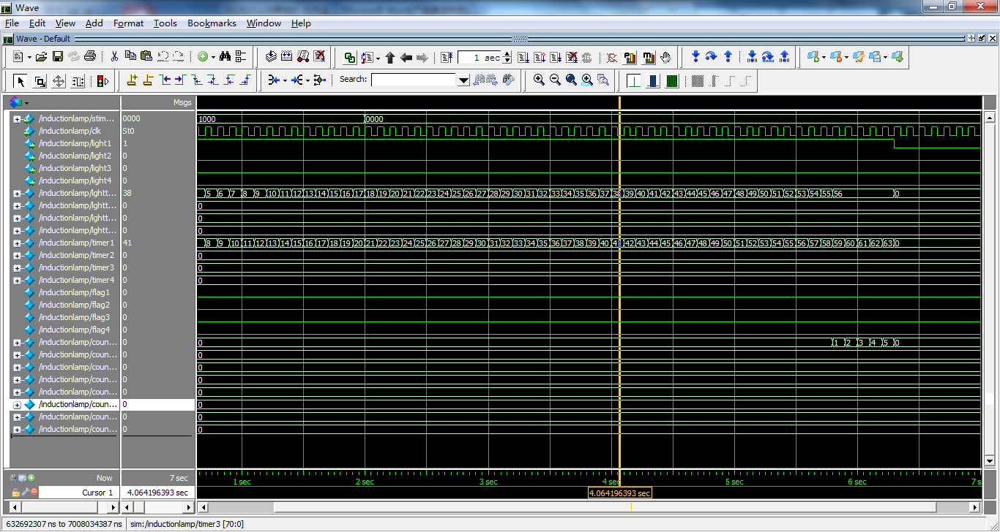 Wave
File Edit View Add Format Tools Bookmarks Window Help
Wave - Default
1 sec
Search:
Msgs
/inductionlamp/stim... 0000 1000 0000
/inductionlamp/clk St0
/inductionlamp/light1 1
/inductionlamp/light2 0
/inductionlamp/light3 0
/inductionlamp/light4 0
/inductionlamp/lghtt... 38 5 6 7 8 9 10 11 12 13 14 15 16 17 18 19 20 21 22 23 24 25 26 27 28 29 30 31 32 33 34 35 36 37 38 39 40 41 42 43 44 45 46 47 48 49 50 51 52 53 54 55 56 0
/inductionlamp/lghtt... 0 0
/inductionlamp/lghtt... 0 0
/inductionlamp/lghtt... 0 0
/inductionlamp/timer1 41 8 9 10 11 12 13 14 15 16 17 18 19 20 21 22 23 24 25 26 27 28 29 30 31 32 33 34 35 36 37 38 39 40 41 42 43 44 45 46 47 48 49 50 51 52 53 54 55 56 57 58 59 60 61 62 63 0
/inductionlamp/timer2 0 0
/inductionlamp/timer3 0 0
/inductionlamp/timer4 0 0
/inductionlamp/flag1 0
/inductionlamp/flag2 0
/inductionlamp/flag3 0
/inductionlamp/flag4 0
/inductionlamp/coun... 0 0 1 2 3 4 5 0
/inductionlamp/coun... 0 0
/inductionlamp/coun... 0 0
/inductionlamp/coun... 0 0
/inductionlamp/coun... 0 0
/inductionlamp/coun... 0 0
/inductionlamp/coun... 0 0
/inductionlamp/coun... 0 0
Now 7 sec 1 sec 2 sec 3 sec 4 sec 5 sec 6 sec 7 s
Cursor 1 4.064196393 sec 4.064196393 sec
632692307 ns to 7008034387 ns sim:/inductionlamp/timer3 [70:0]